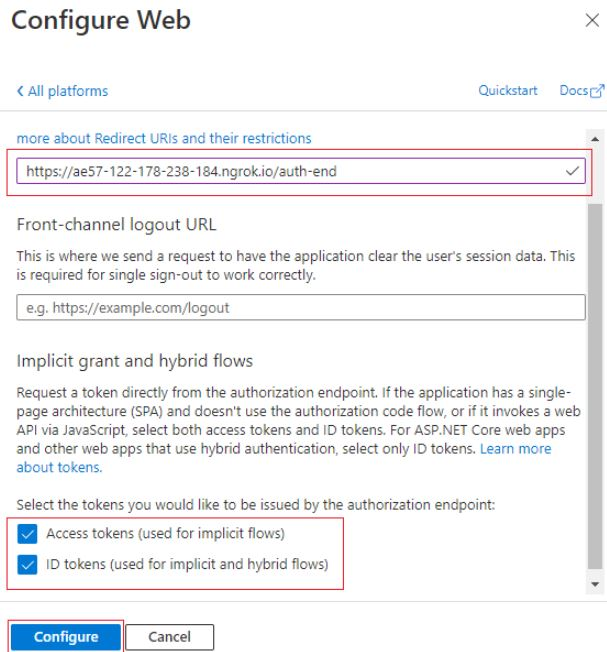 Configure Web
All platforms
Quickstart
Docs
more about Redirect URIs and their restrictions
https://ae57-122-178-238-184.ngrok.io/auth-end
Front-channel logout URL
This is where we send a request to have the application clear the user's session data. This
is required for single sign-out to work correctly.
e.g. https://example.com/logout
Implicit grant and hybrid flows
Request a token directly from the authorization endpoint. If the application has a single-
page architecture (SPA) and doesn't use the authorization code flow, or if it invokes a web
API via JavaScript, select both access tokens and ID tokens. For ASP.NET Core web apps
and other web apps that use hybrid authentication, select only ID tokens. Learn more
about tokens.
Select the tokens you would like to be issued by the authorization endpoint:
Access tokens (used for implicit flows)
ID tokens (used for implicit and hybrid flows)
Configure
Cancel